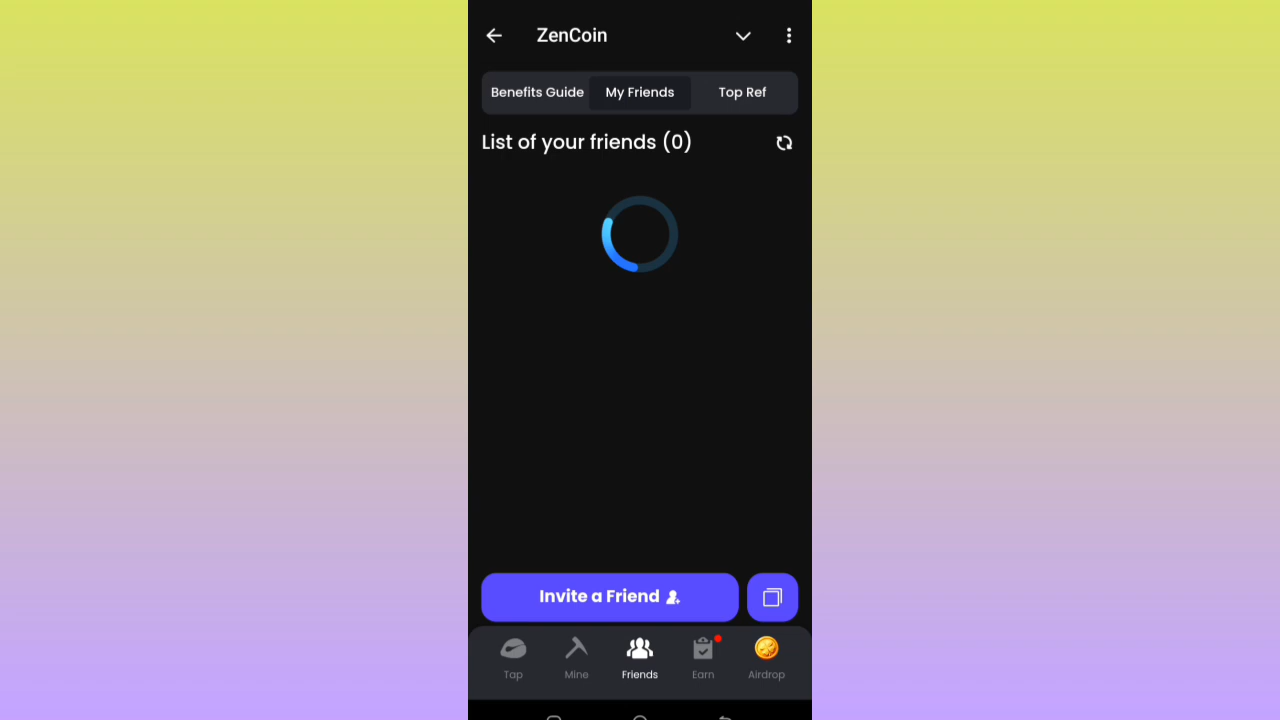 ZenCoin
Benefits Guide My Friends Top Ref
List of your friends (0)
Invite a Friend
Tap Mine Friends Earn Airdrop